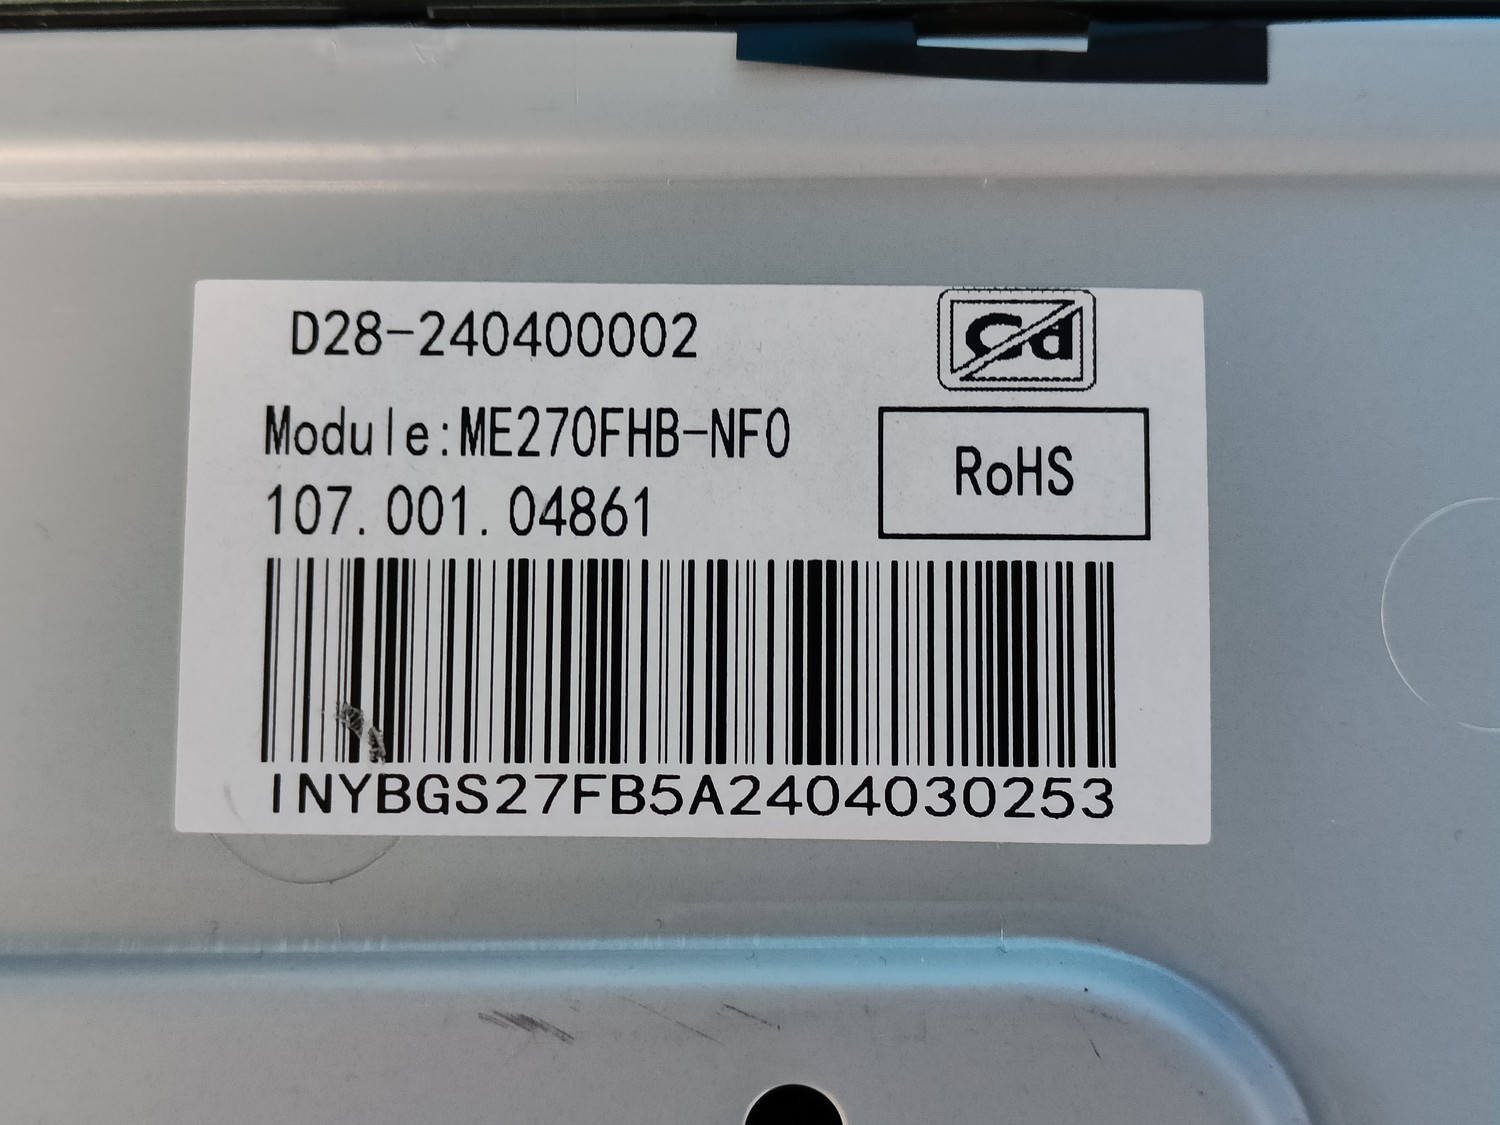 D28-240400002
Cd
Module:ME270FHB-NF0
RoHS
107.001.04861
INYBGS27FB5A2404030253